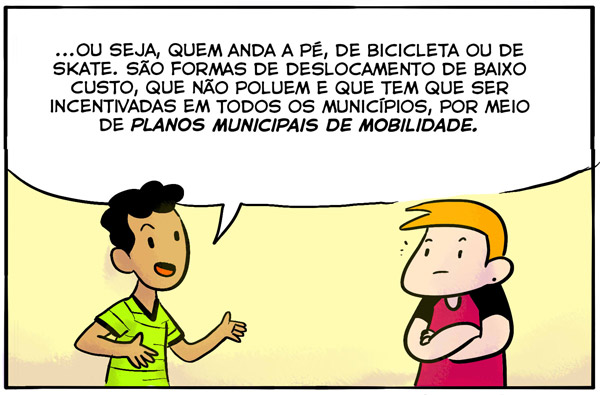 ...OU SEJA, QUEM ANDA A PÉ, DE BICICLETA OU DE
SKATE. SÃO FORMAS DE DESLOCAMENTO DE BAIXO
CUSTO, QUE NÃO POLUEM E QUE TEM QUE SER
INCENTIVADAS EM TODOS OS MUNICÍPIOS, POR MEIO
DE PLANOS MUNICIPAIS DE MOBILIDADE.